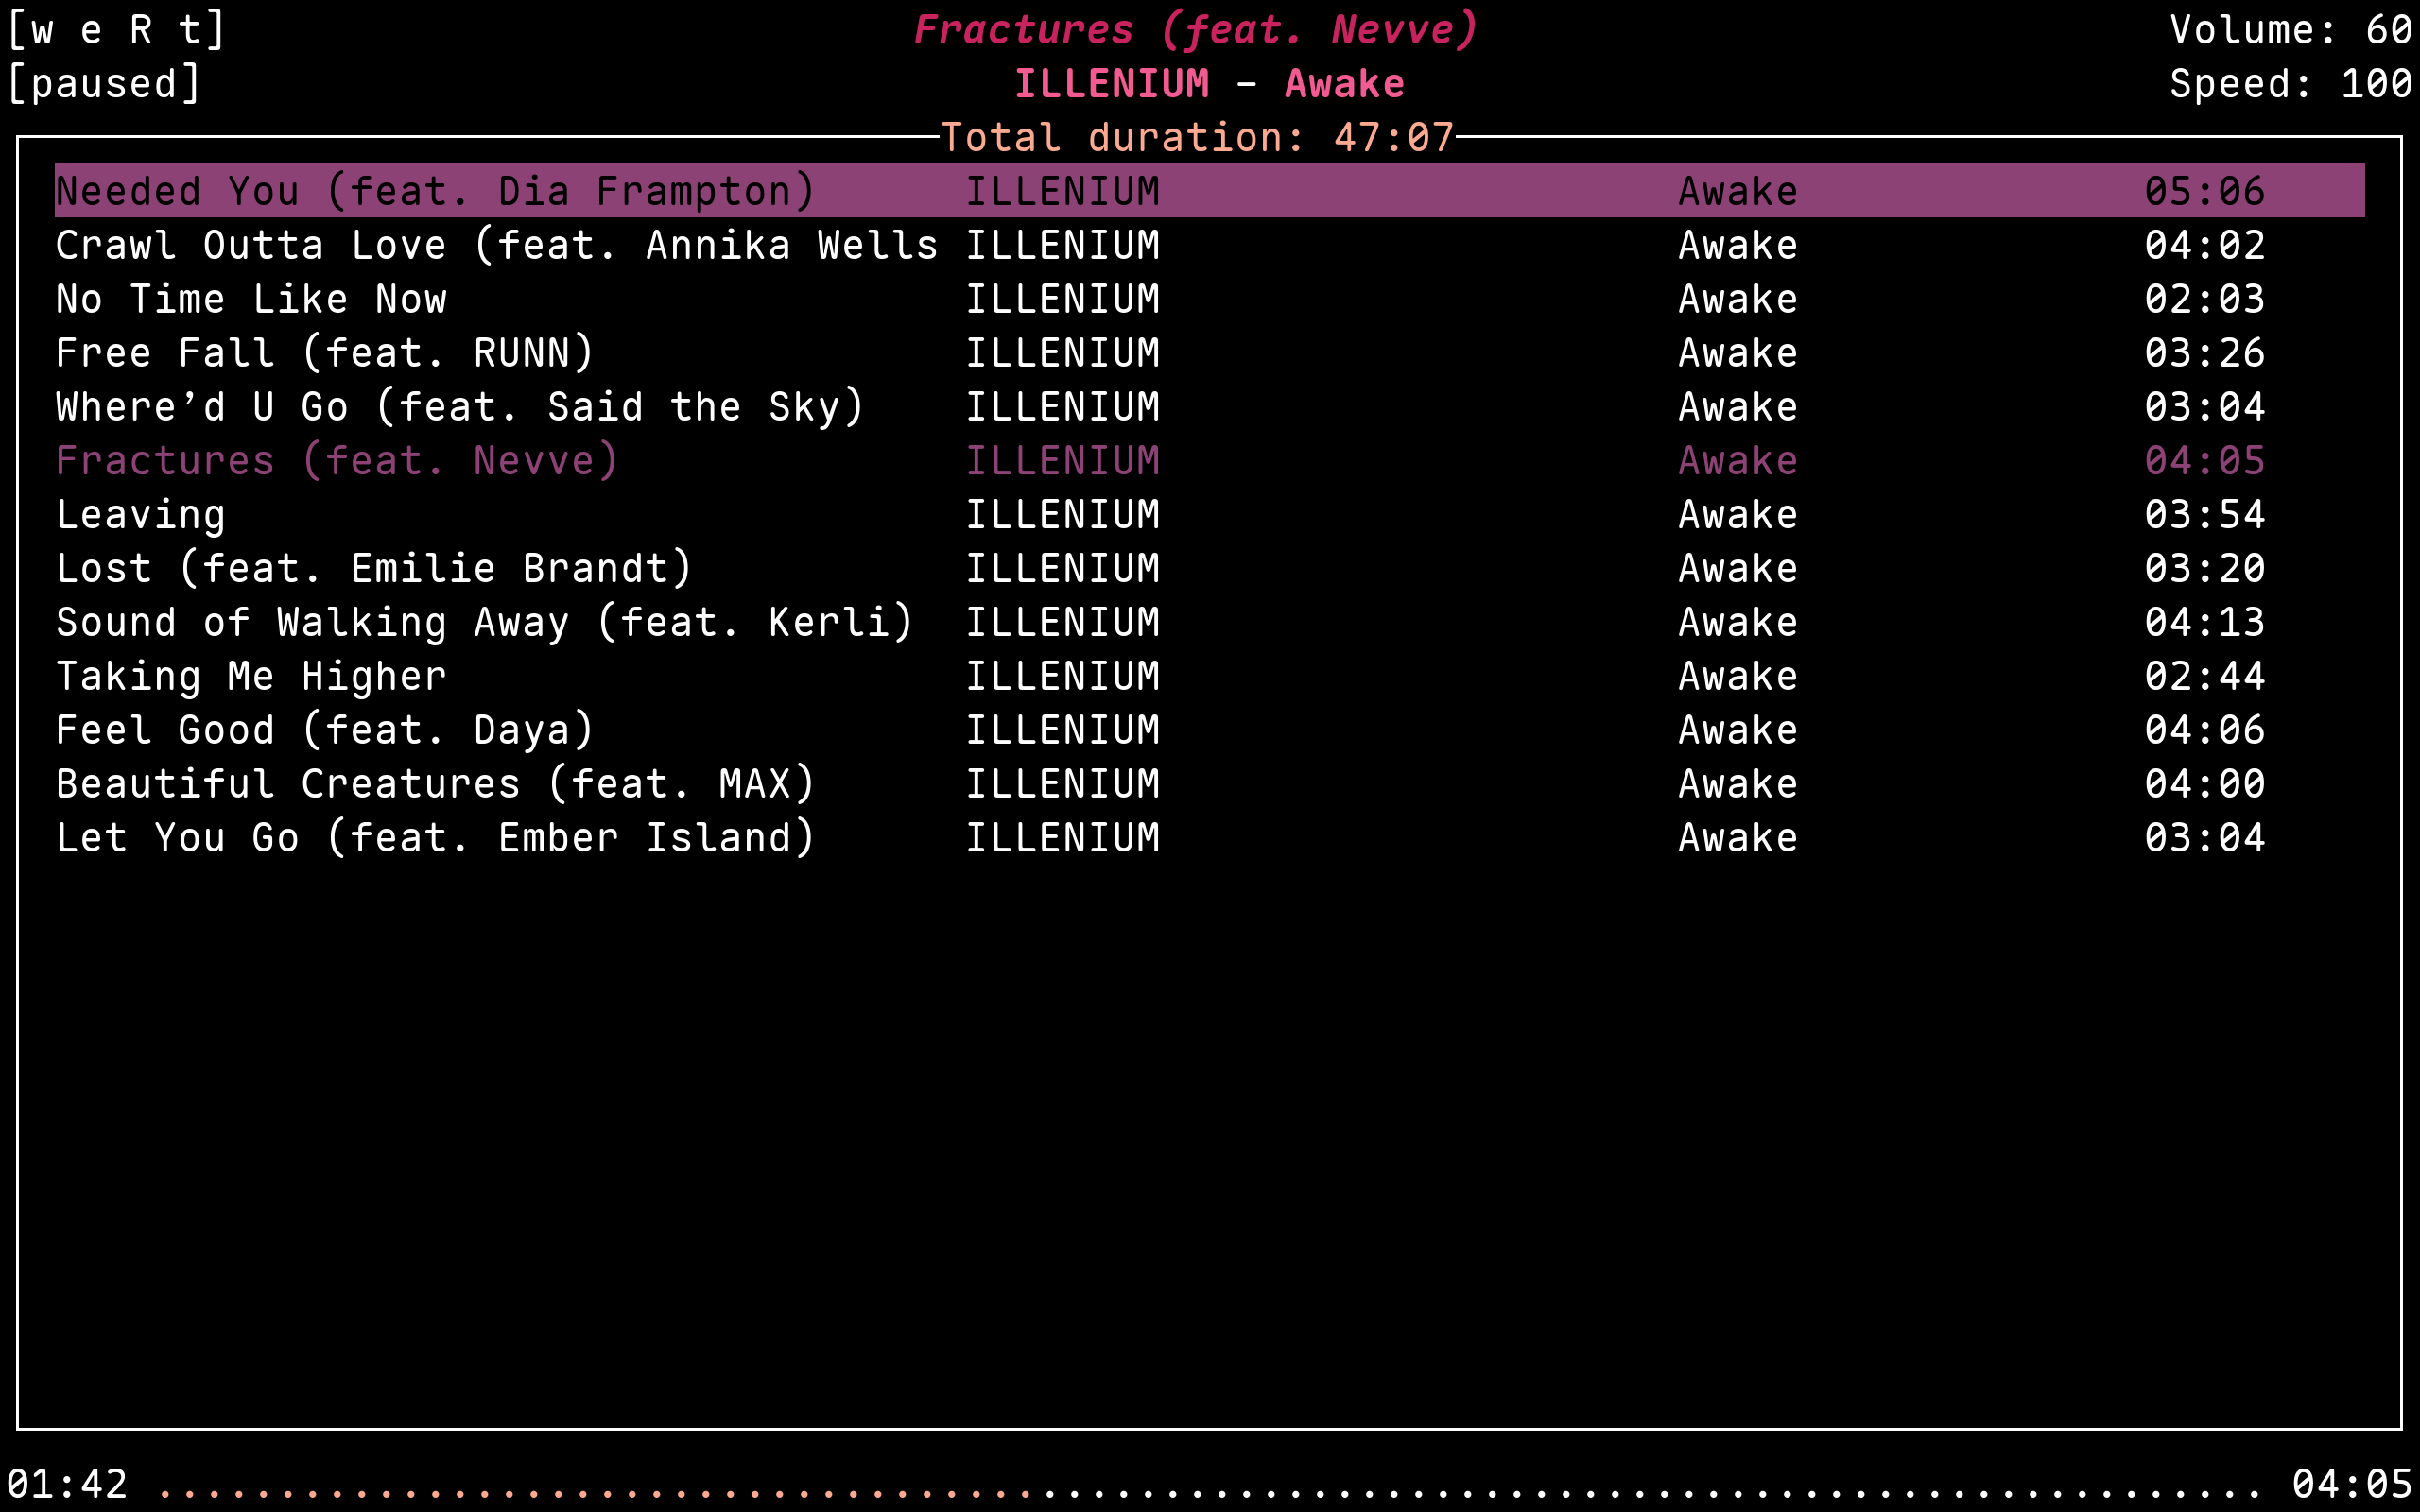 [w e R t] Fractures (feat. Nevve) Volume: 60
[paused] ILLENIUM - Awake Speed: 100
Total duration: 47:07
Needed You (feat. Dia Frampton) ILLENIUM Awake 05:06
Crawl Outta Love (feat. Annika Wells ILLENIUM Awake 04:02
No Time Like Now ILLENIUM Awake 02:03
Free Fall (feat. RUNN) ILLENIUM Awake 03:26
Where’d U Go (feat. Said the Sky) ILLENIUM Awake 03:04
Fractures (feat. Nevve) ILLENIUM Awake 04:05
Leaving ILLENIUM Awake 03:54
Lost (feat. Emilie Brandt) ILLENIUM Awake 03:20
Sound of Walking Away (feat. Kerli) ILLENIUM Awake 04:13
Taking Me Higher ILLENIUM Awake 02:44
Feel Good (feat. Daya) ILLENIUM Awake 04:06
Beautiful Creatures (feat. MAX) ILLENIUM Awake 04:00
Let You Go (feat. Ember Island) ILLENIUM Awake 03:04
01:42 04:05